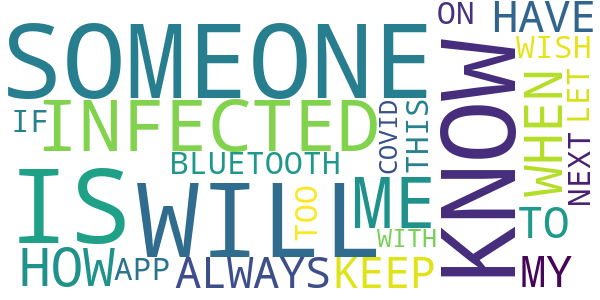 SOMEONE
ON
HAVE
WISH
IF
INFECTED
COVID
THIS
KNOW
WHEN
LET
NEXT
BLUETOOTH
IS
WILL
TOO
ME
WITH
TO
HOW
APP
ALWAYS
KEEP
MY